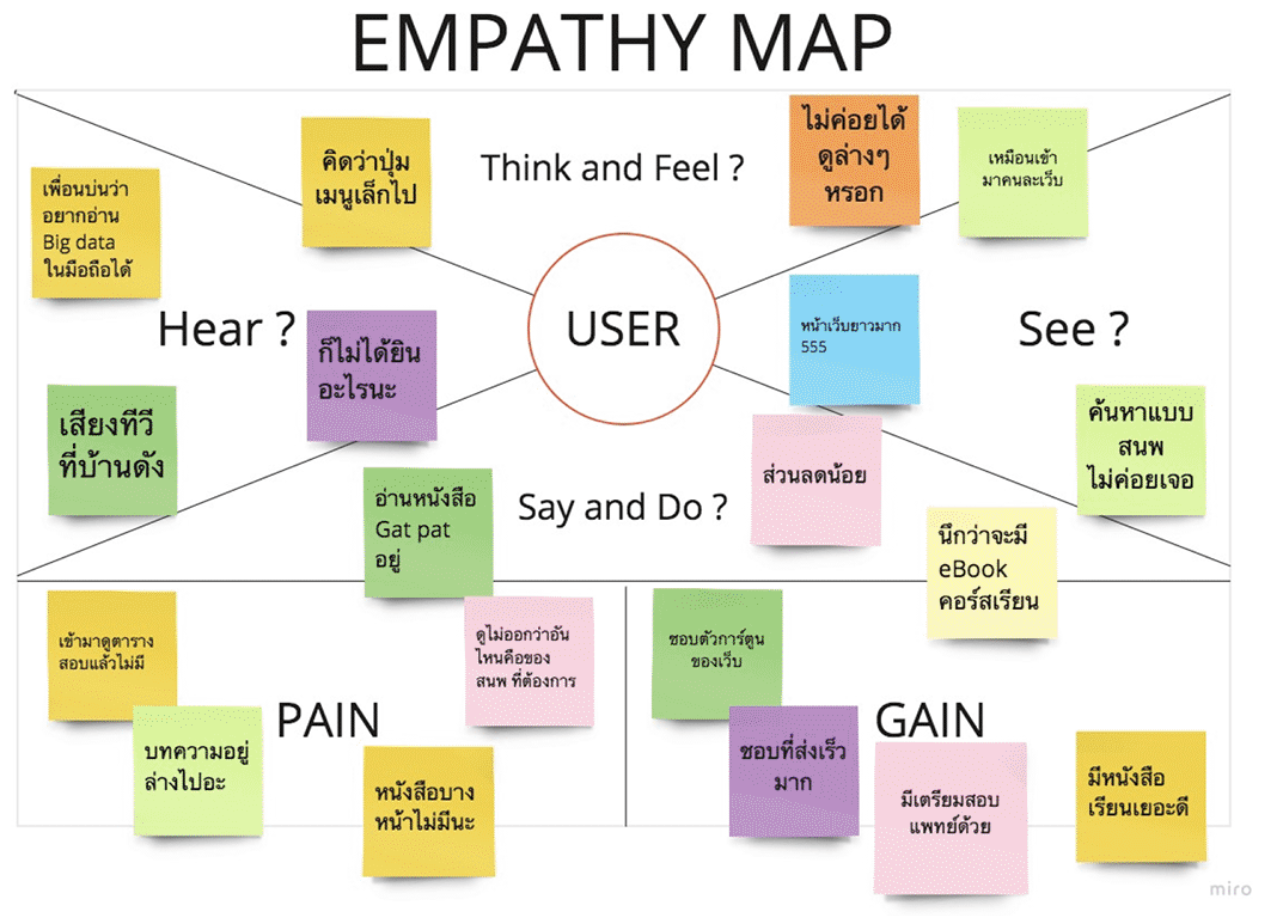 EMPATHY MAP
Think and Feel ?
คิดว่าปุ่ม
เมนูเล็กไป
ไม่ค่อยได้
ดูล่างๆ
หรอก
เหมือนเข้า
มาคนละเว็บ
เพื่อนบ่นว่า
อยากอ่าน
Big data
ในมือถือได้
Hear ?
ก็ไม่ได้ยิน
อะไรนะ
เสียงทีวี
ที่บ้านดัง
USER
หน้าเว็บยาวมาก
555
See ?
ค้นหาแบบ
สนพ
ไม่ค่อยเจอ
Say and Do ?
อ่านหนังสือ
Gat pat
อยู่
ส่วนลดน้อย
นึกว่าจะมี
eBook
คอร์สเรียน
PAIN
เข้ามาดูตาราง
สอบแล้วไม่มี
ดูไม่ออกว่าอัน
ไหนคือของ
สนพ ที่ต้องการ
บทความอยู่
ล่างไปอะ
หนังสือบาง
หน้าไม่มีนะ
GAIN
ชอบตัวการ์ตูน
ของเว็บ
ชอบที่ส่งเร็ว
มาก
มีเตรียมสอบ
แพทย์ด้วย
มีหนังสือ
เรียนเยอะดี
miro